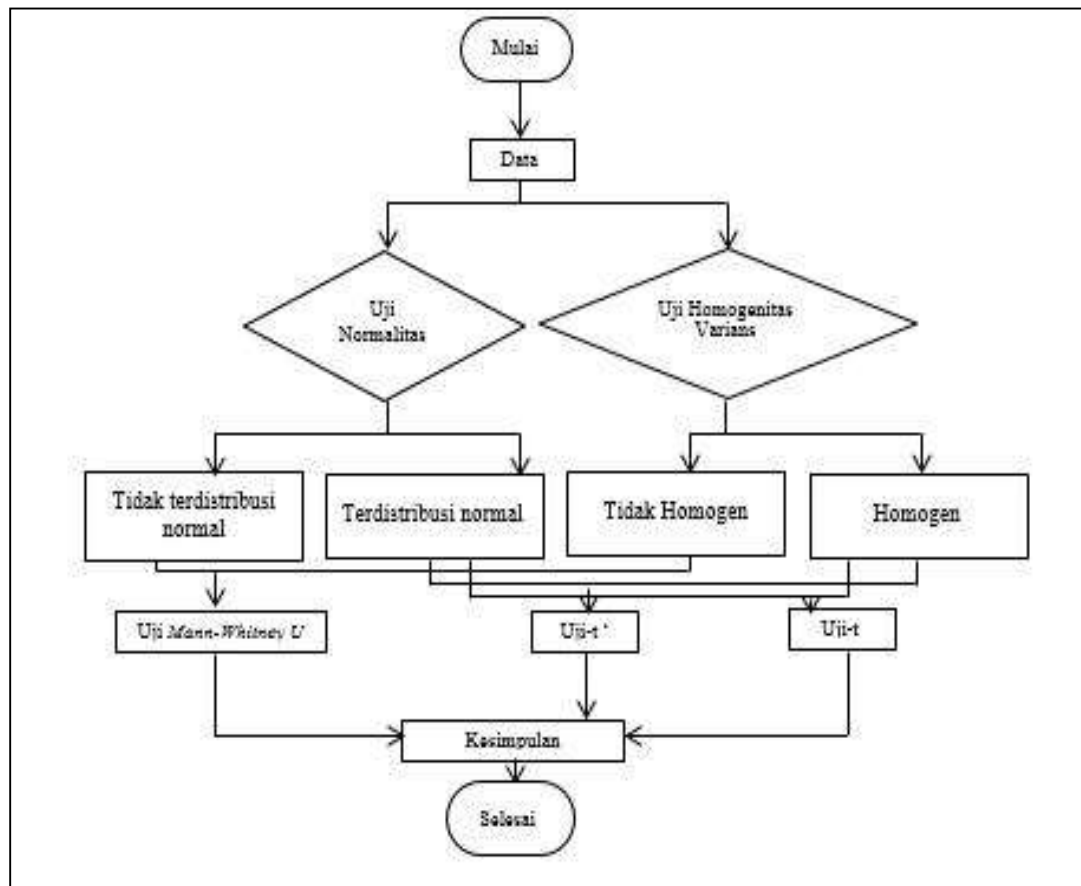 Mulai
Data
Uji
Normalitas
Uji Homogenitas
Varians
Tidak terdistribusi
normal
Terdistribusi normal
Tidak Homogen
Homogen
Uji Mann-Whitney U
Uji-t '
Uji-t
Kesimpulan
Selesai